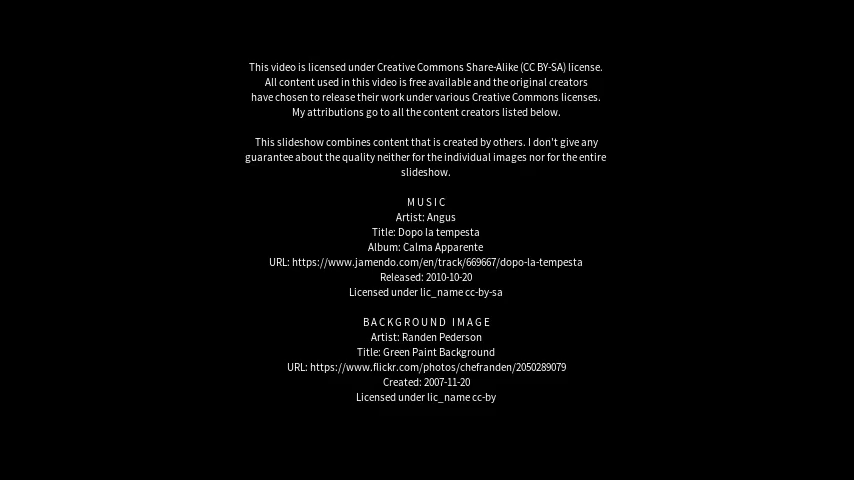 This video is licensed under Creative Commons Share-Alike (CC BY-SA) license.
All content used in this video is free available and the original creators
have chosen to release their work under various Creative Commons licenses.
My attributions go to all the content creators listed below.
This slideshow combines content that is created by others. I don't give any
guarantee about the quality neither for the individual images nor for the entire
slideshow.
MUSIC
Artist: Angus
Title: Dopo la tempesta
Album: Calma Apparente
URL: https://www.jamendo.com/en/track/669667/dopo-la-tempesta
Released: 2010-10-20
Licensed under lic_name cc-by-sa
BACKGROUND IMAGE
Artist: Randen Pederson
Title: Green Paint Background
URL: https://www.flickr.com/photos/chefranden/2050289079
Created: 2007-11-20
Licensed under lic_name cc-by